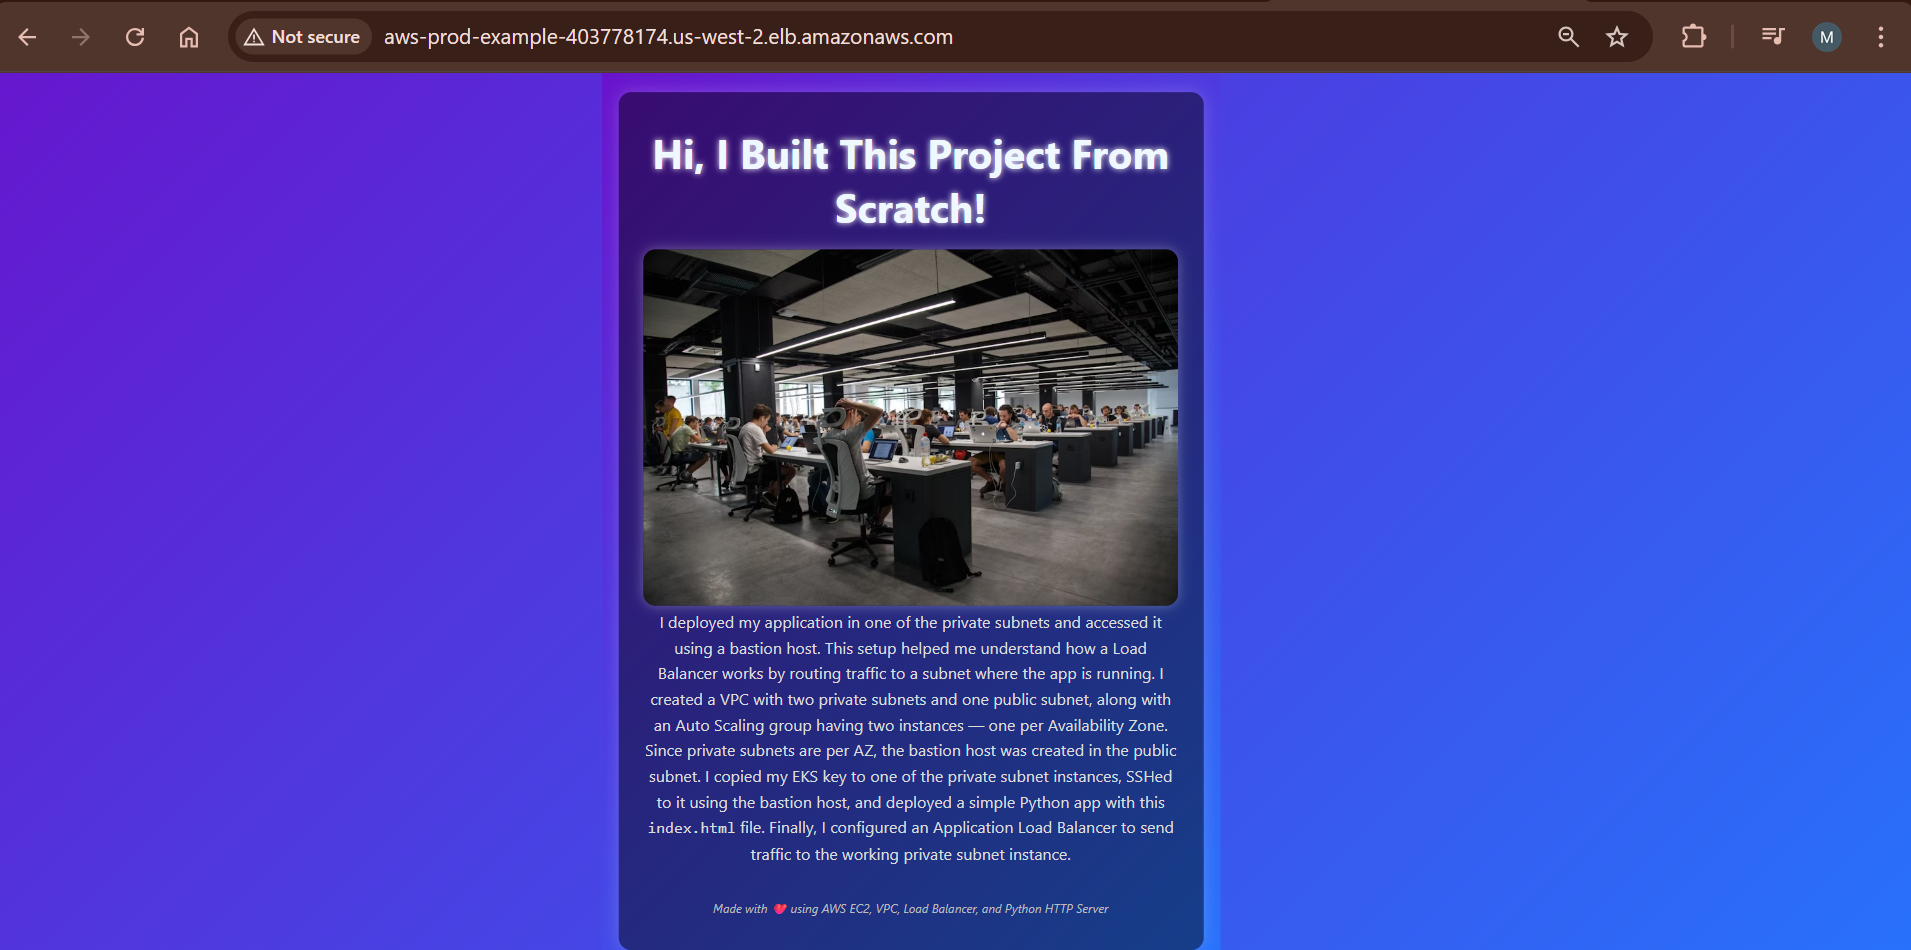 Not secure
aws-prod-example-403778174.us-west-2.elb.amazonaws.com
M
Hi, I Built This Project From
Scratch!
I deployed my application in one of the private subnets and accessed it
using a bastion host. This setup helped me understand how a Load
Balancer works by routing traffic to a subnet where the app is running. I
created a VPC with two private subnets and one public subnet, along with
an Auto Scaling group having two instances — one per Availability Zone.
Since private subnets are per AZ, the bastion host was created in the public
subnet. I copied my EKS key to one of the private subnet instances, SSHed
to it using the bastion host, and deployed a simple Python app with this
index.html file. Finally, I configured an Application Load Balancer to send
traffic to the working private subnet instance.
Made with 💖 using AWS EC2, VPC, Load Balancer, and Python HTTP Server